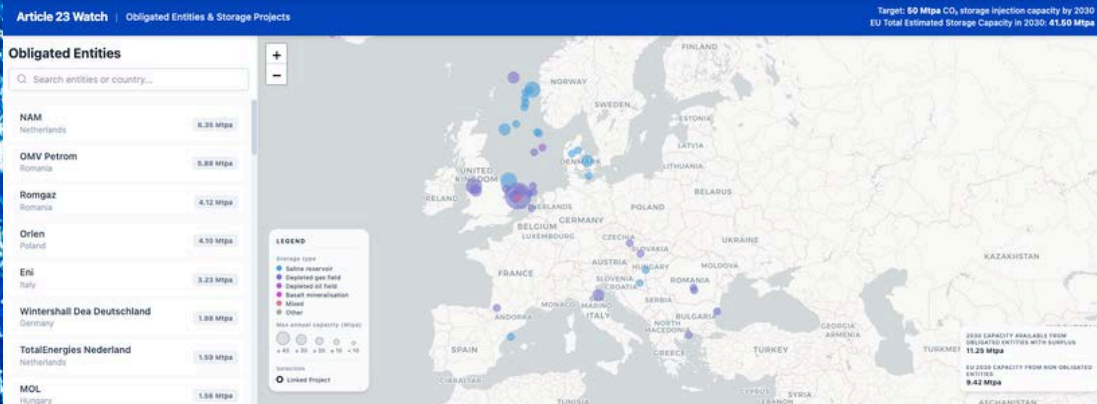 Article 23 Watch | Obligated Entities & Storage Projects
Target: 50 Mtpa CO₂ storage injection capacity by 2030
EU Total Estimated Storage Capacity in 2030: 41.50 Mtpa
Obligated Entities
Search entities or country...
NAM
Netherlands
6.35 Mtpa
OMV Petrom
Romania
5.88 Mtpa
Romgaz
Romania
4.12 Mtpa
Orlen
Poland
4.10 Mtpa
Eni
Italy
3.23 Mtpa
Wintershall Dea Deutschland
Germany
1.88 Mtpa
TotalEnergies Nederland
Netherlands
1.59 Mtpa
MOL
Hungary
1.56 Mtpa
+
−
FINLAND
NORWAY
SWEDEN
ESTONIA
LATVIA
DENMARK
LITHUANIA
UNITED
KINGDOM
IRELAND
BELARUS
NETHERLANDS
POLAND
BELGIUM
GERMANY
LUXEMBOURG
CZECHIA
UKRAINE
SLOVAKIA
KAZAKHSTAN
AUSTRIA
HUNGARY
MOLDOVA
FRANCE
SLOVENIA
ROMANIA
CROATIA
MONACO
SAN MARINO
SERBIA
ITALY
ANDORRA
BULGARIA
NORTH
MACEDONIA
GEORGIA
ARMENIA
SPAIN
GREECE
TURKEY
GIBRALTAR
TUNISIA
CYPRUS
SYRIA
LEBANON
AFGHANISTAN
LEGEND
Storage type
Saline reservoir
Depleted gas field
Depleted oil field
Basalt mineralisation
Mixed
Other
Max annual capacity (Mtpa)
Selection
Linked Project
2030 CAPACITY AVAILABLE FROM
OBLIGATED ENTITIES WITH SURPLUS
11.25 Mtpa
EU 2030 CAPACITY FROM NON OBLIGATED
ENTITIES
9.42 Mtpa